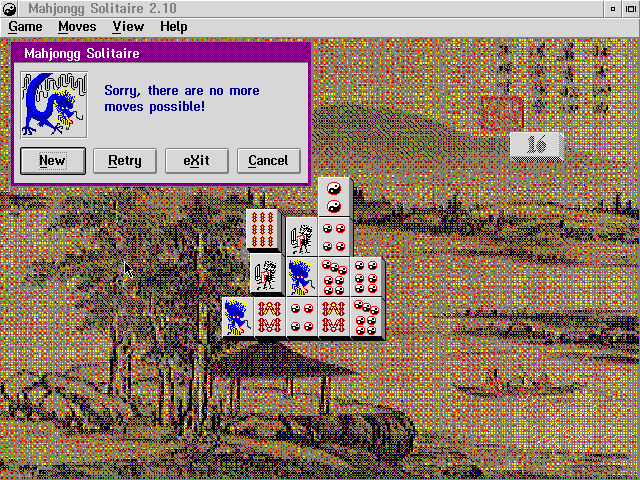 Mahjongg Solitaire 2.10
Game Moves View Help
Mahjongg Solitaire
Sorry, there are no more
moves possible!
New Retry eXit Cancel
16